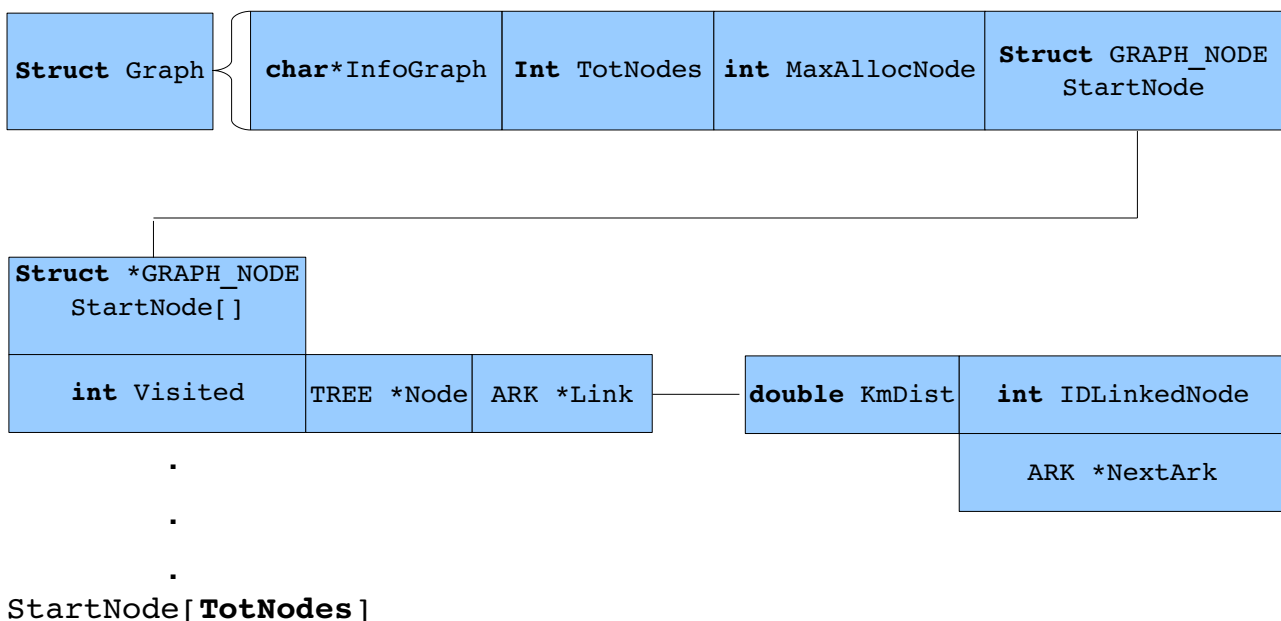 Struct Graph
char*InfoGraph
Int TotNodes
int MaxAllocNode
Struct GRAPH_NODE
StartNode
Struct *GRAPH_NODE
StartNode[]
int Visited
TREE *Node
ARK *Link
double KmDist
int IDLinkedNode
ARK *NextArk
.
.
.
StartNode[TotNodes]